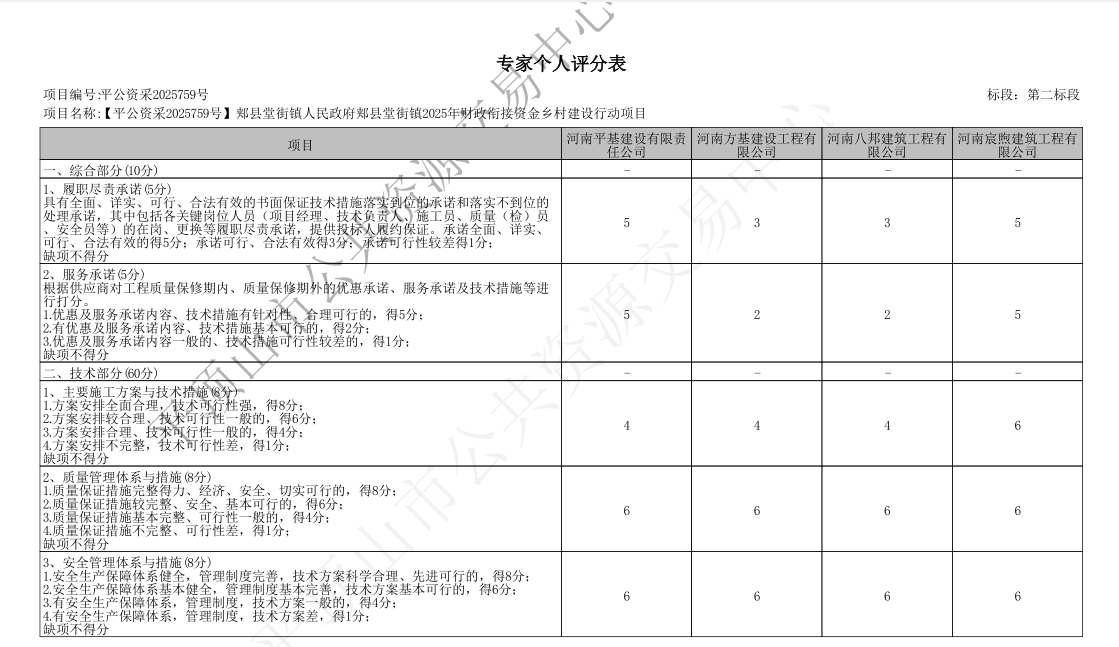 专家个人评分表
项目编号:平公资采2025759号 标段：第二标段
项目名称:【平公资采2025759号】郏县堂街镇人民政府郏县堂街镇2025年财政衔接资金乡村建设行动项目
项目 河南平基建设有限责任公司 河南方基建设工程有限公司 河南八邦建筑工程有限公司 河南宸煦建筑工程有限公司
一、综合部分(10分) — — — —
1、履职尽责承诺(5分)
具有全面、详实、可行、合法有效的书面保证技术措施落实到位的承诺和落实不到位的
处理承诺，其中包括各关键岗位人员（项目经理、技术负责人、施工员、质量（检）员
、安全员等）的在岗、更换等履职尽责承诺，提供投标人履约保证。承诺全面、详实、
可行、合法有效的得5分；承诺可行、合法有效得3分；承诺可行性较差得1分；
缺项不得分
5 3 3 5
2、服务承诺(5分)
根据供应商对工程质量保修期内、质量保修期外的优惠承诺、服务承诺及技术措施等进
行打分。
1.优惠及服务承诺内容、技术措施有针对性、合理可行的，得5分；
2.有优惠及服务承诺内容、技术措施基本可行的，得2分；
3.优惠及服务承诺内容一般的、技术措施可行性较差的，得1分；
缺项不得分
5 2 2 5
二、技术部分(60分) — — — —
1、主要施工方案与技术措施(8分)
1.方案安排全面合理，技术可行性强，得8分；
2.方案安排较合理、技术可行性一般的，得6分；
3.方案安排合理、技术可行性一般的，得4分；
4.方案安排不完整，技术可行性差，得1分；
缺项不得分
4 4 4 6
2、质量管理体系与措施(8分)
1.质量保证措施完整得力、经济、安全、切实可行的，得8分；
2.质量保证措施较完整、安全、基本可行的，得6分；
3.质量保证措施基本完整、可行性一般的，得4分；
4.质量保证措施不完整、可行性差，得1分；
缺项不得分
6 6 6 6
3、安全管理体系与措施(8分)
1.安全生产保障体系健全，管理制度完善，技术方案科学合理、先进可行的，得8分；
2.安全生产保障体系基本健全，管理制度基本完善，技术方案基本可行的，得6分；
3.有安全生产保障体系，管理制度，技术方案一般的，得4分；
4.有安全生产保障体系，管理制度，技术方案差，得1分；
缺项不得分
6 6 6 6
平顶山市公共资源交易中心
平顶山市公共资源交易中心